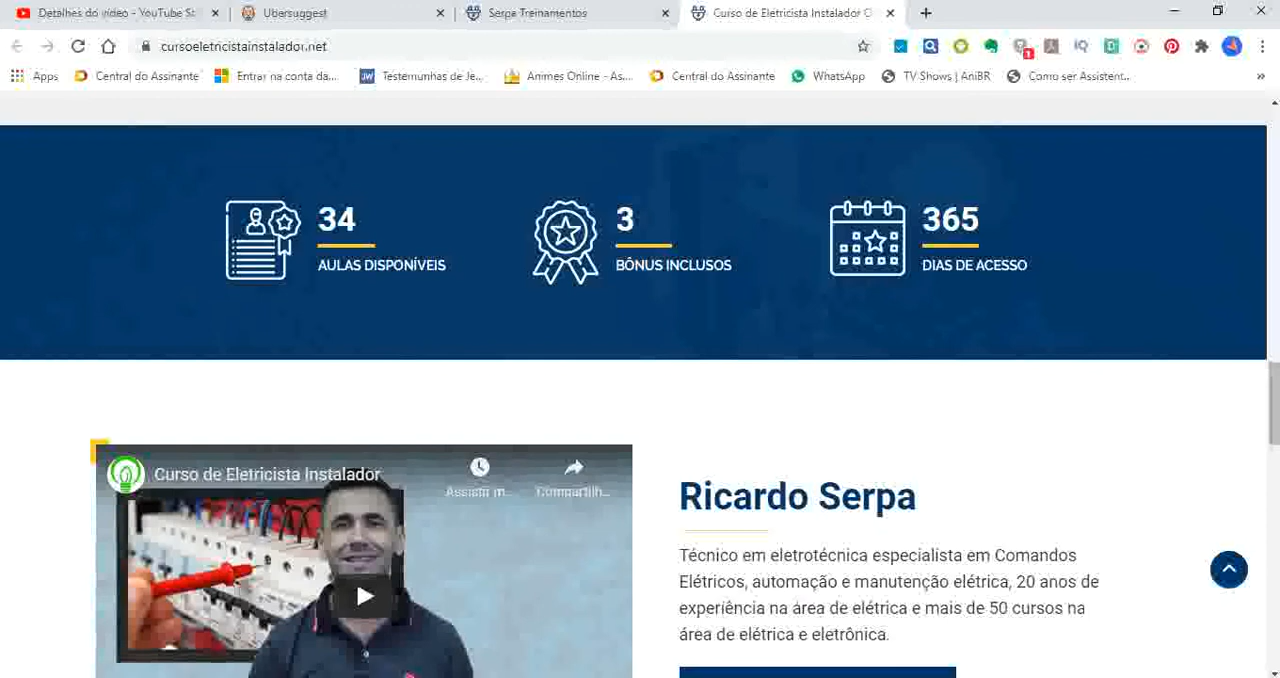 Detalhes do vídeo - YouTube St
Ubersuggest
Serpa Treinamentos
Curso de Eletricista Instalador O
cursoeletricistainstalador.net
1
Apps
Central do Assinante
Entrar na conta da...
JW
Testemunhas de Je...
Animes Online - As...
Central do Assinante
WhatsApp
TV Shows | AniBR
Como ser Assistent...
34
AULAS DISPONÍVEIS
3
BÔNUS INCLUSOS
365
DIAS DE ACESSO
Curso de Eletricista Instalador
Assistir m...
Compartilh...
Ricardo Serpa
Técnico em eletrotécnica especialista em Comandos
Elétricos, automação e manutenção elétrica, 20 anos de
experiência na área de elétrica e mais de 50 cursos na
área de elétrica e eletrônica.